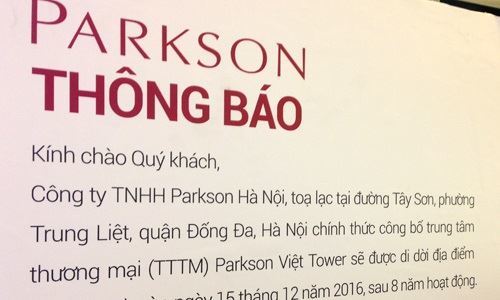 PARKSON
THÔNG BÁO
Kính chào Quý khách,
Công ty TNHH Parkson Hà Nội, toạ lạc tại đường Tây Sơn, phường
Trung Liệt, quận Đống Đa, Hà Nội chính thức công bố trung tâm
thương mại (TTTM) Parkson Việt Tower sẽ được di dời địa điểm
ngày 15 tháng 12 năm 2016, sau 8 năm hoạt động.